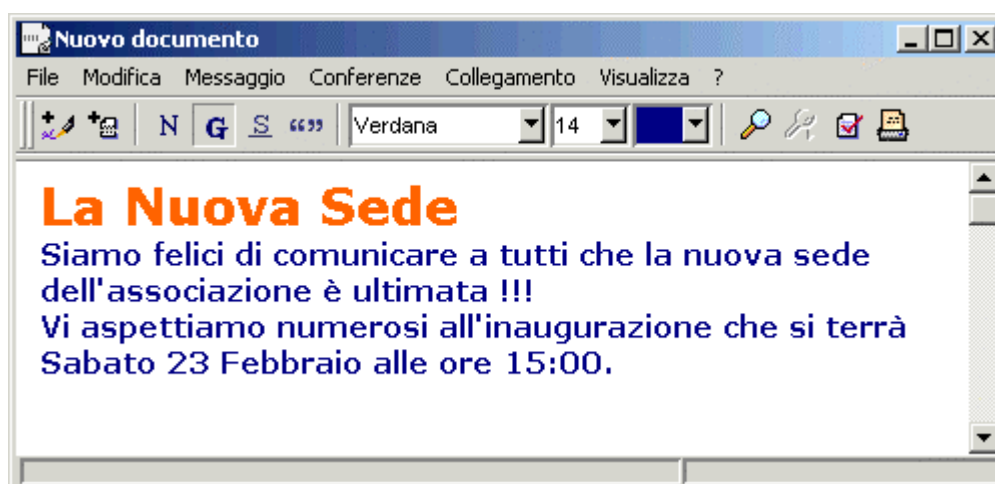 Nuovo documento
File Modifica Messaggio Conferenze Collegamento Visualizza ?
N G S “” Verdana 14
La Nuova Sede
Siamo felici di comunicare a tutti che la nuova sede
dell'associazione è ultimata !!!
Vi aspettiamo numerosi all'inaugurazione che si terrà
Sabato 23 Febbraio alle ore 15:00.